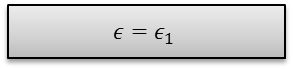 𝜖 = 𝜖₁